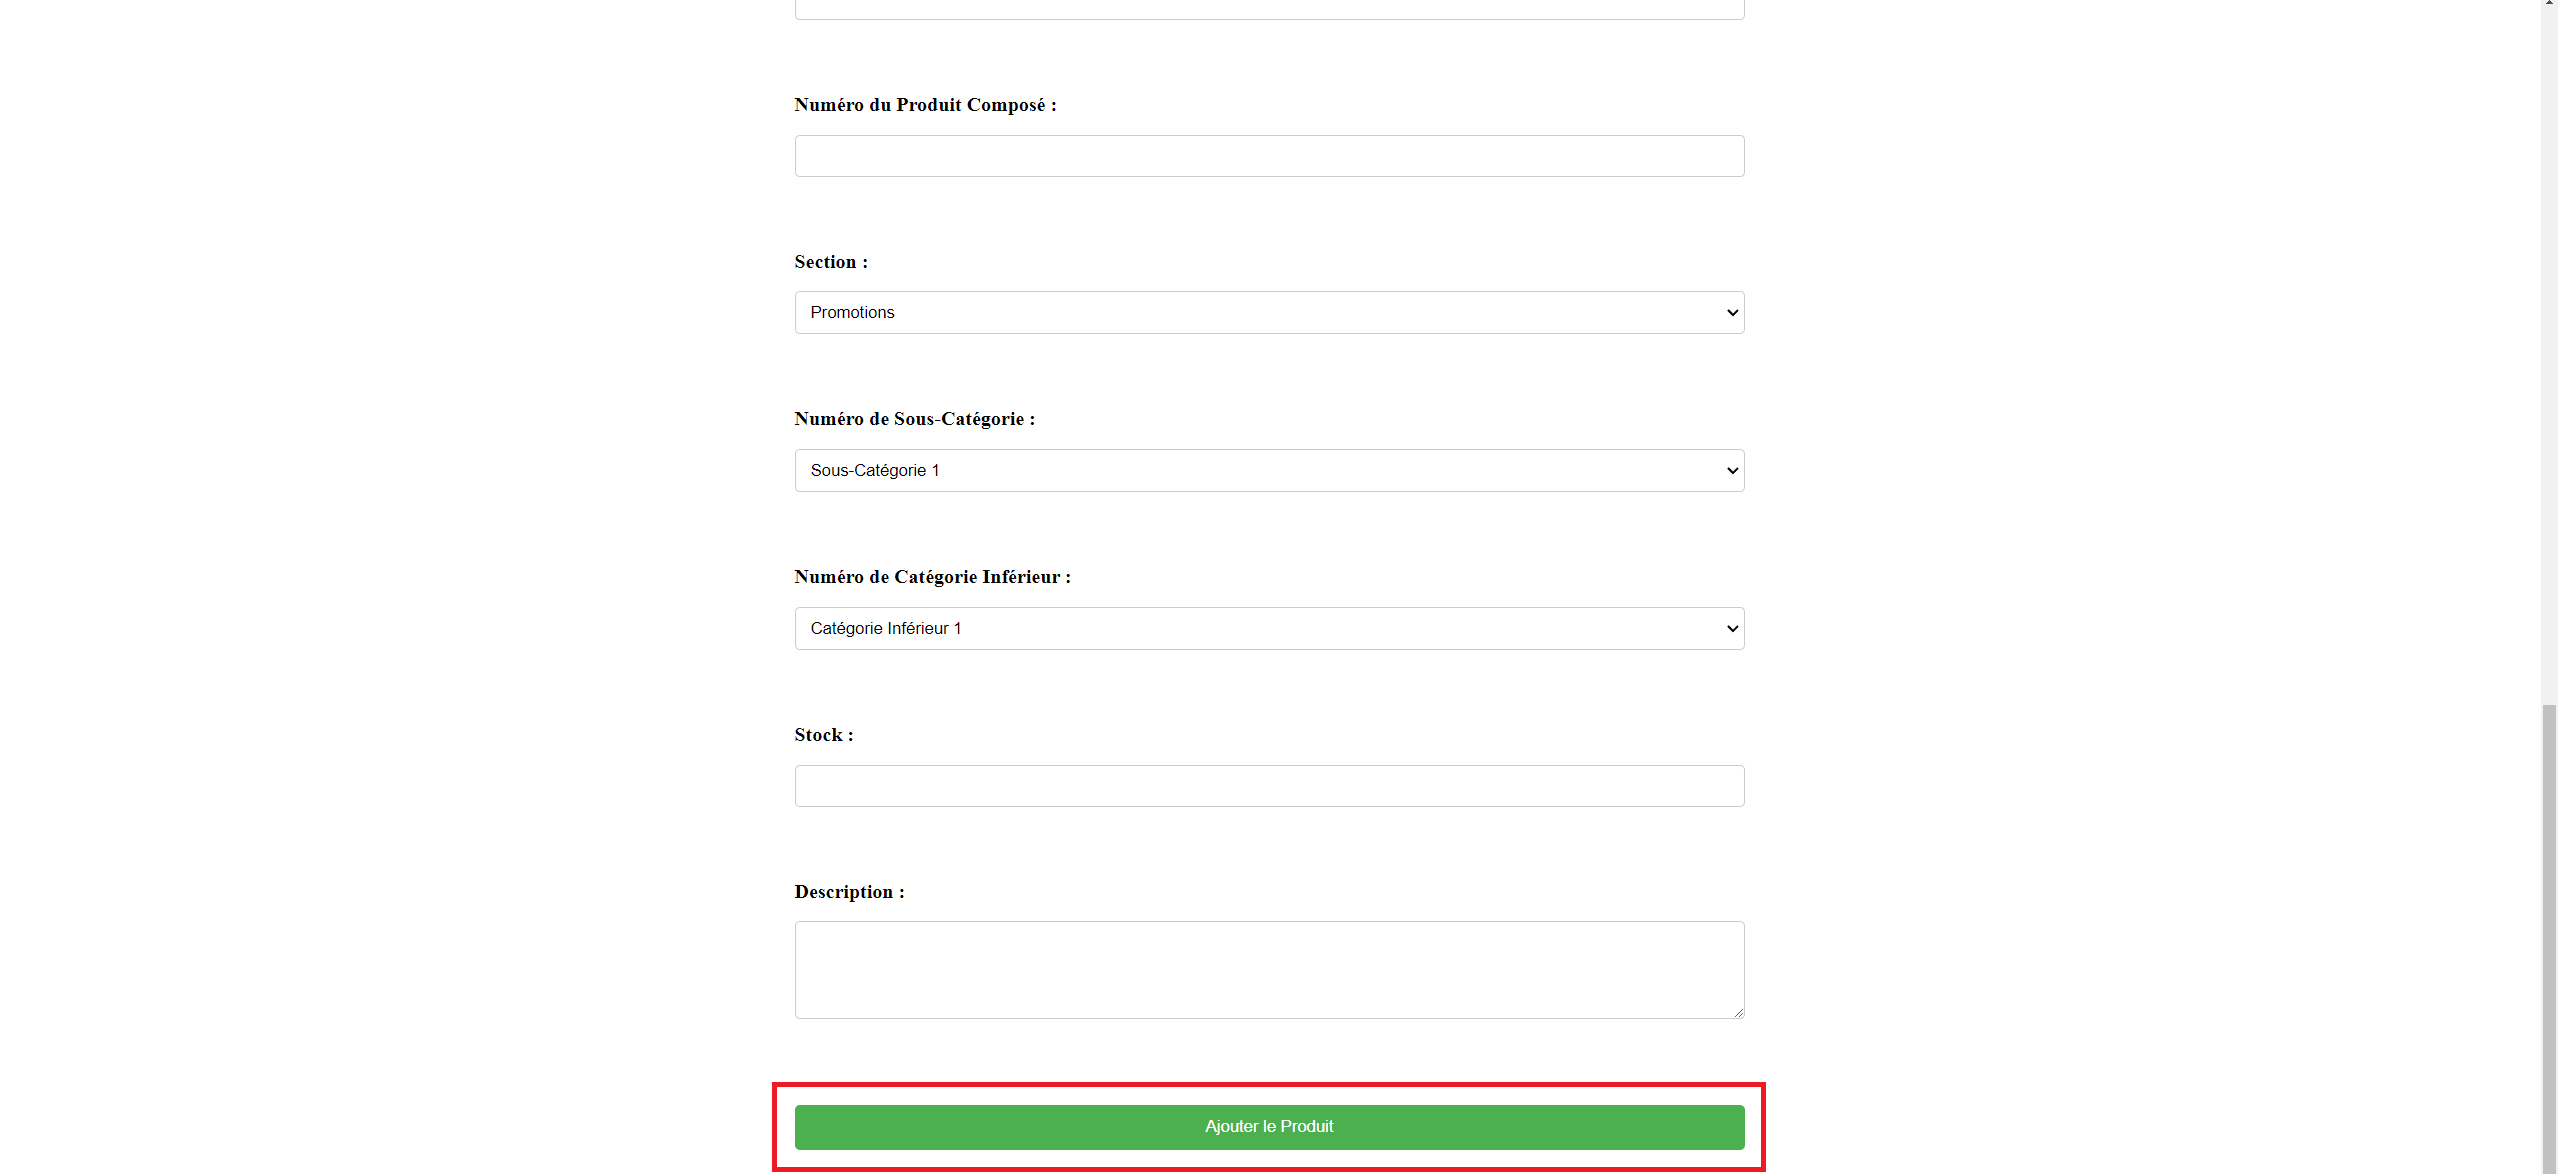 Numéro du Produit Composé :
Section :
Promotions
Numéro de Sous-Catégorie :
Sous-Catégorie 1
Numéro de Catégorie Inférieur :
Catégorie Inférieur 1
Stock :
Description :
Ajouter le Produit